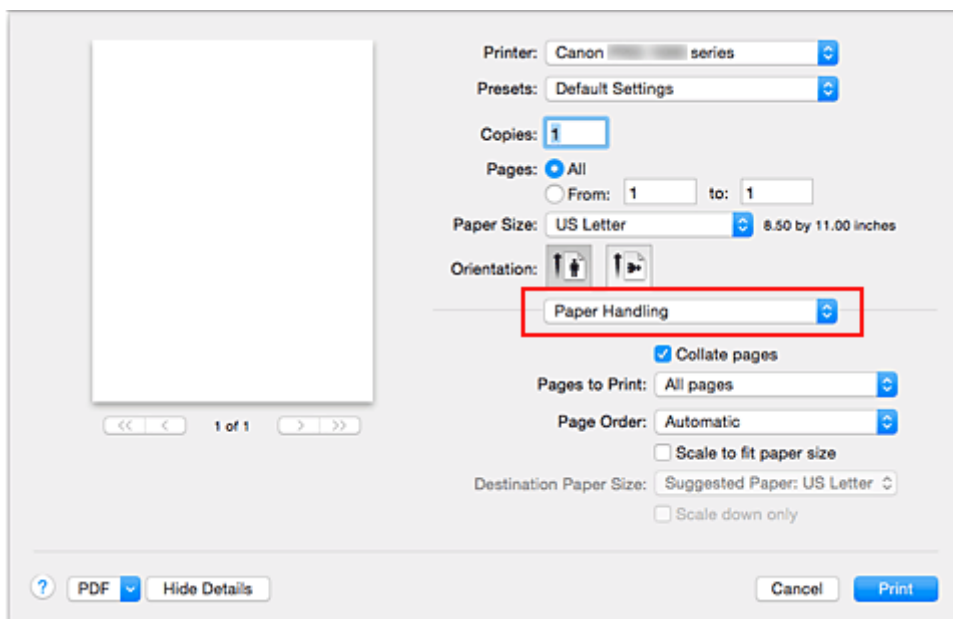 Printer: Canon series
Presets: Default Settings
Copies: 1
Pages: All
From: 1 to: 1
Paper Size: US Letter 8.50 by 11.00 inches
Orientation:
Paper Handling
Collate pages
Pages to Print: All pages
1 of 1
Page Order: Automatic
Scale to fit paper size
Destination Paper Size: Suggested Paper: US Letter
Scale down only
? PDF Hide Details Cancel Print